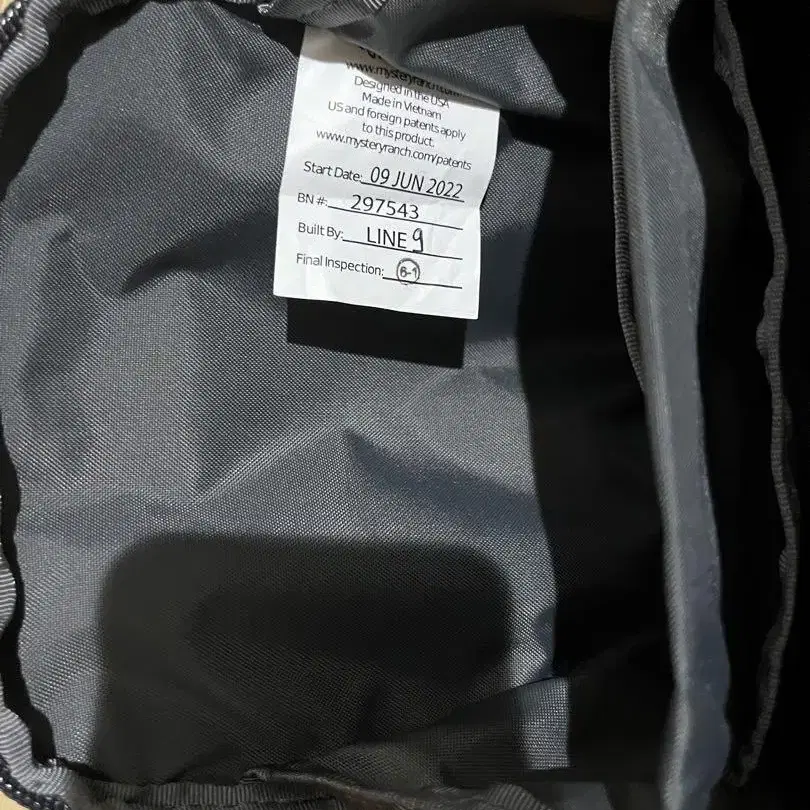 www.mysteryranch.com
Designed in the USA
Made in Vietnam
US and foreign patents apply
to this product.
www.mysteryranch.com/patents
Start Date: 09 JUN 2022
BN #: 297543
Built By: LINE 9
Final Inspection: 6-1